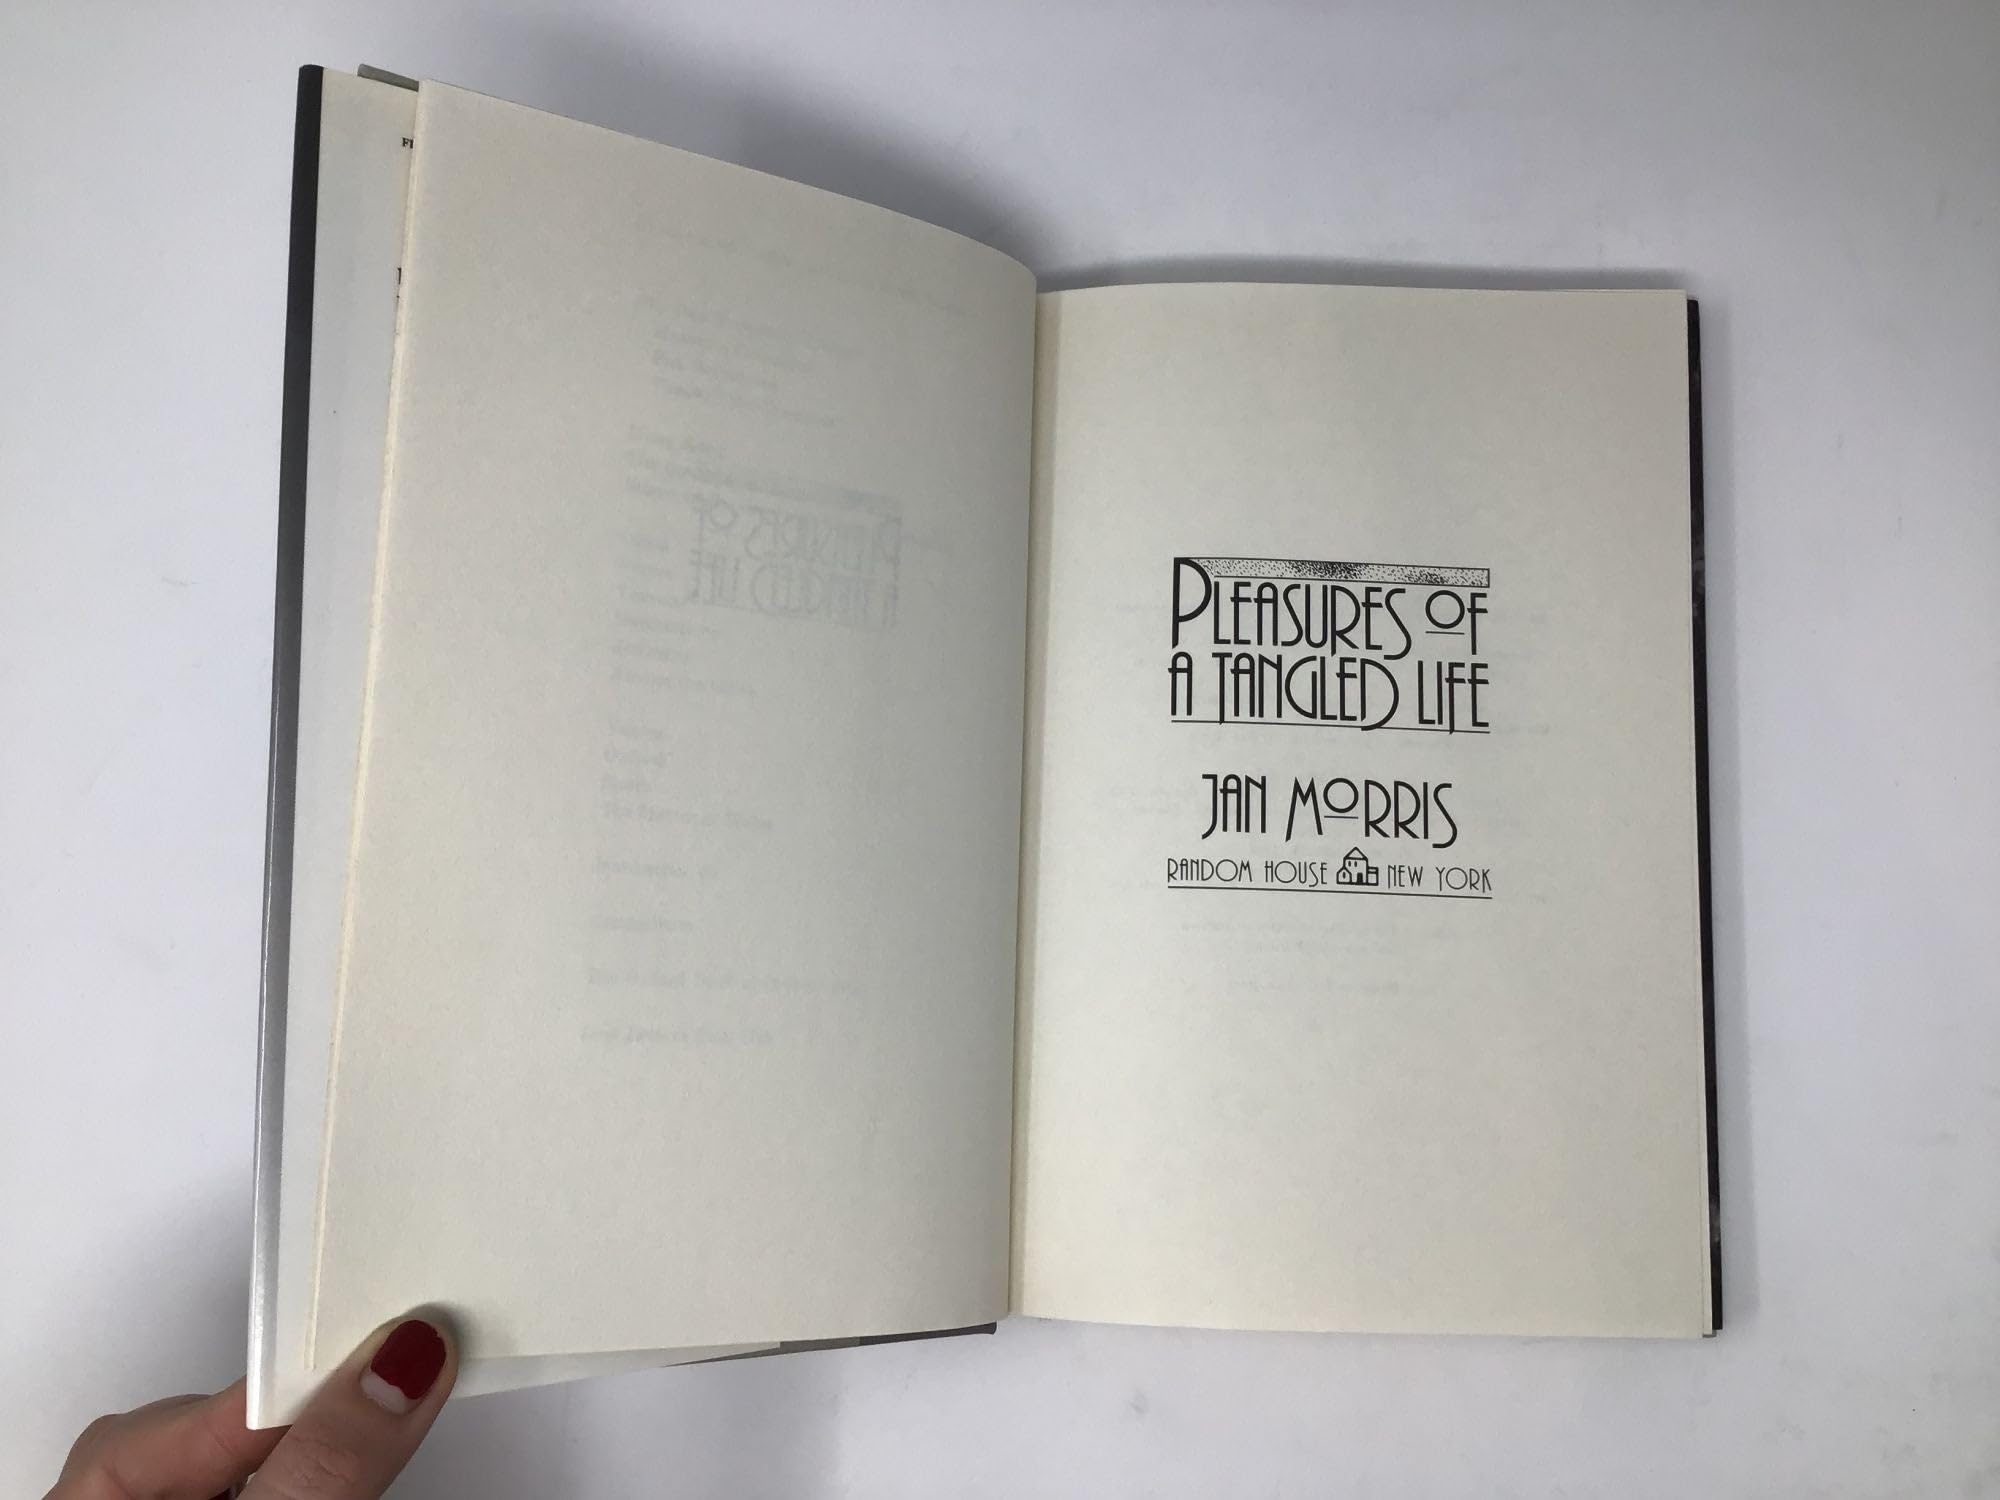 PLEASURES OF
A TANGLED LIFE
JAN MORRIS
RANDOM HOUSE NEW YORK